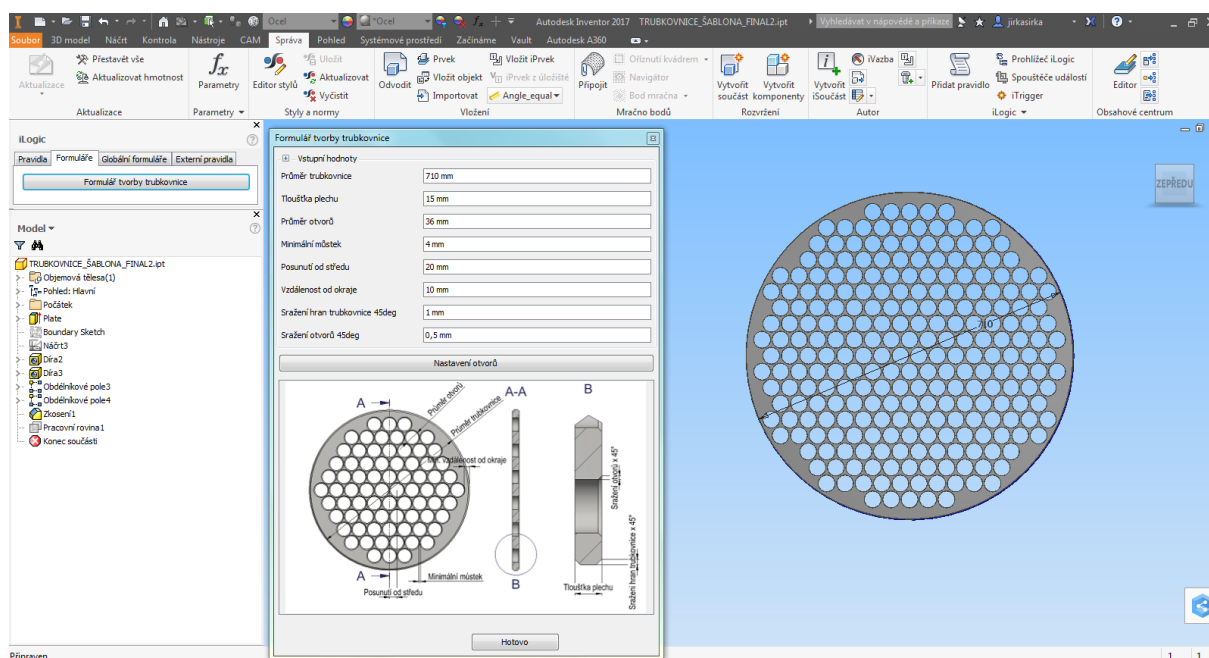 Ocel
*Ocel
Autodesk Inventor 2017 TRUBKOVNICE_ŠABLONA_FINAL2.ipt
Vyhledávat v nápovědě a příkaze
jirkasirka
Soubor 3D model Náčrt Kontrola Nástroje CAM Správa Pohled Systémové prostředí Začínáme Vault Autodesk A360
Aktualizace
Přestavět vše
Aktualizovat hmotnost
Aktualizace
fx
Parametry
Parametry
Editor stylů
Uložit
Aktualizovat
Vyčistit
Styly a normy
Odvodit
Prvek
Vložit objekt
Importovat
Vložit iPrvek
iPrvek z úložiště
Angle_equal
Vložení
Připojit
Oříznutí kvádrem
Navigátor
Bod mračna
Mračno bodů
Vytvořit součást
Vytvořit komponenty
Rozvržení
Vytvořit iSoučást
iVazba
Autor
Přidat pravidlo
Prohlížeč iLogic
Spouštěče událostí
iTrigger
iLogic
Editor
Obsahové centrum
iLogic
Pravidla Formuláře Globální formuláře Externí pravidla
Formulář tvorby trubkovnice
Model
TRUBKOVNICE_ŠABLONA_FINAL2.ipt
Objemová tělesa(1)
Pohled: Hlavní
Počátek
Plate
Boundary Sketch
Náčrt3
Díra2
Díra3
Obdélníkové pole3
Obdélníkové pole4
Zkosení1
Pracovní rovina1
Konec součásti
Formulář tvorby trubkovnice
Vstupní hodnoty
Průměr trubkovnice 710 mm
Tloušťka plechu 15 mm
Průměr otvorů 36 mm
Minimální můstek 4 mm
Posunutí od středu 20 mm
Vzdálenost od okraje 10 mm
Sražení hran trubkovnice 45deg 1 mm
Sražení otvorů 45deg 0,5 mm
Nastavení otvorů
A
A-A
B
Průměr otvorů
Průměr trubkovnice
Min. vzdálenost od okraje
Sražení otvorů x 45°
Sražení hran trubkovnice x 45°
A
Minimální můstek
Posunutí od středu
B
Tloušťka plechu
Hotovo
ZEPŘEDU
710
Připraven
1 1